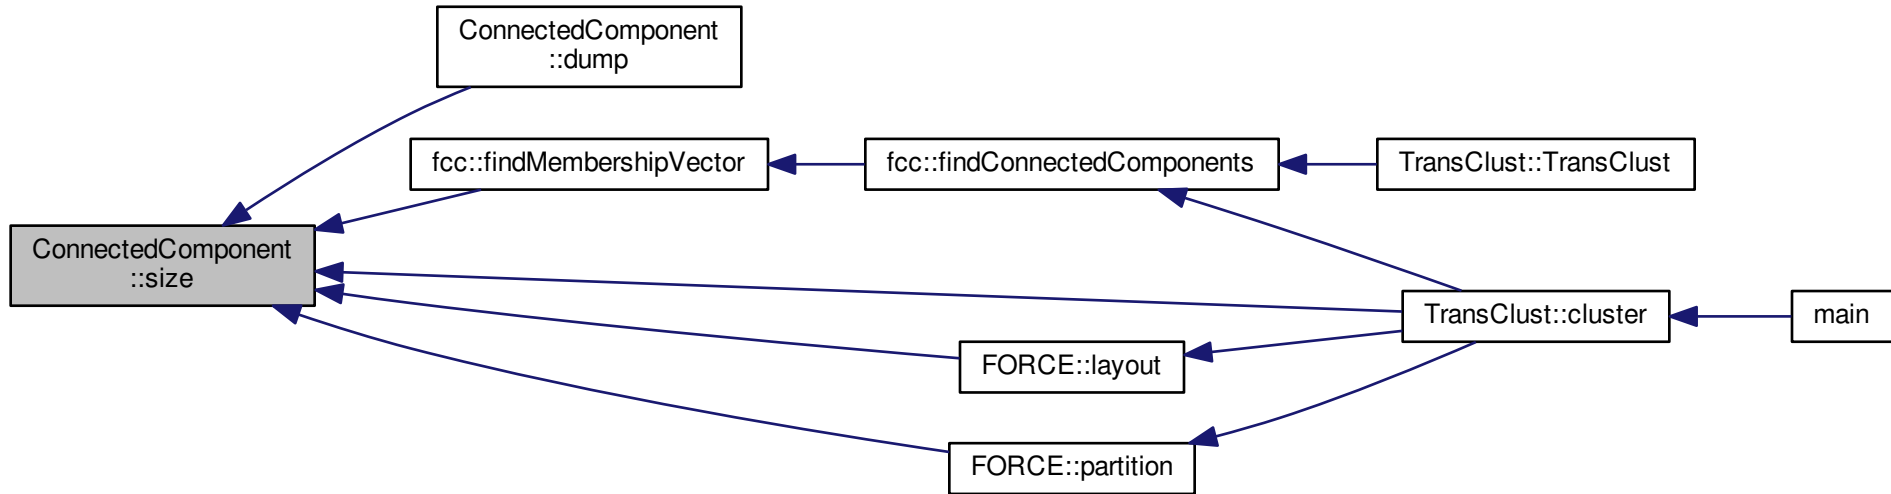 ConnectedComponent
::dump
fcc::findMembershipVector
fcc::findConnectedComponents
TransClust::TransClust
ConnectedComponent
::size
TransClust::cluster
main
FORCE::layout
FORCE::partition